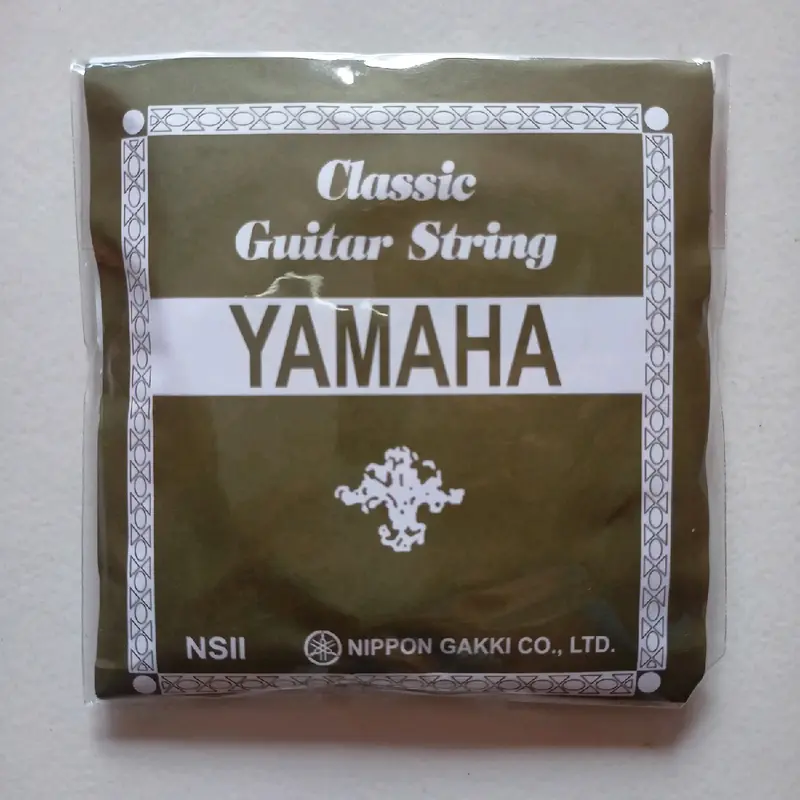 Classic
Guitar String
YAMAHA
NSII
NIPPON GAKKI CO., LTD.